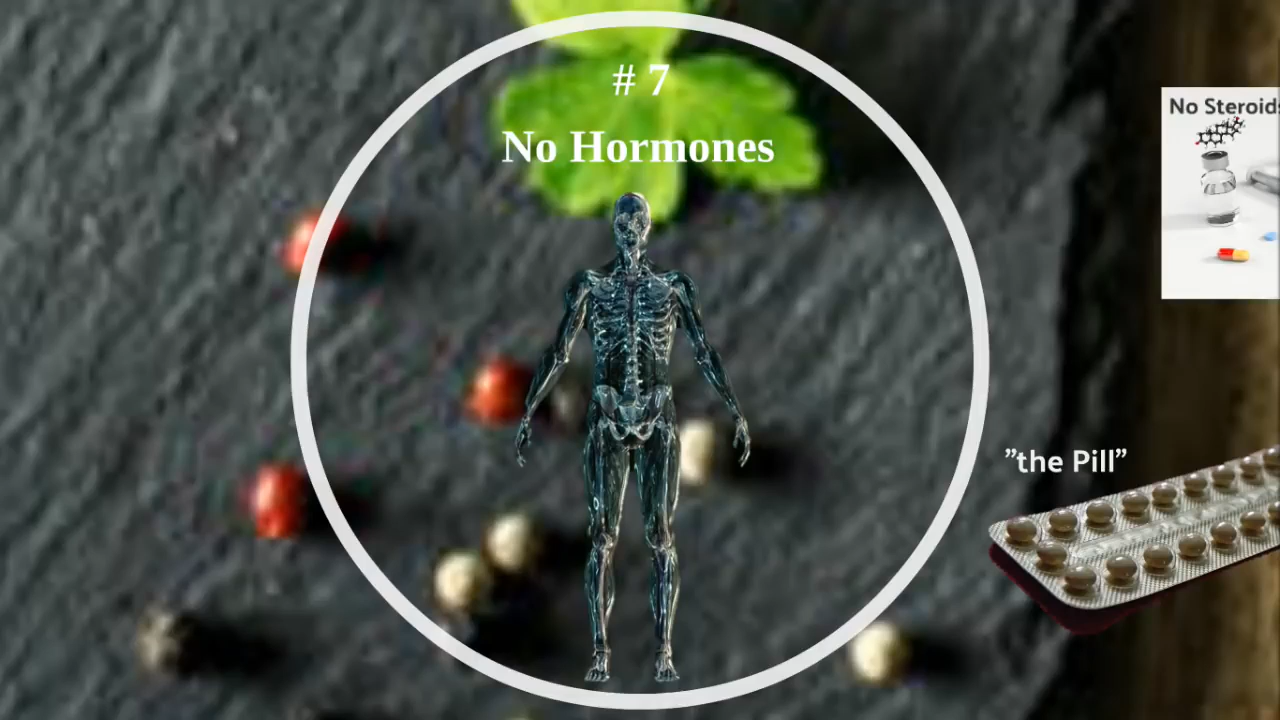 # 7
No Hormones
No Steroids
”the Pill”